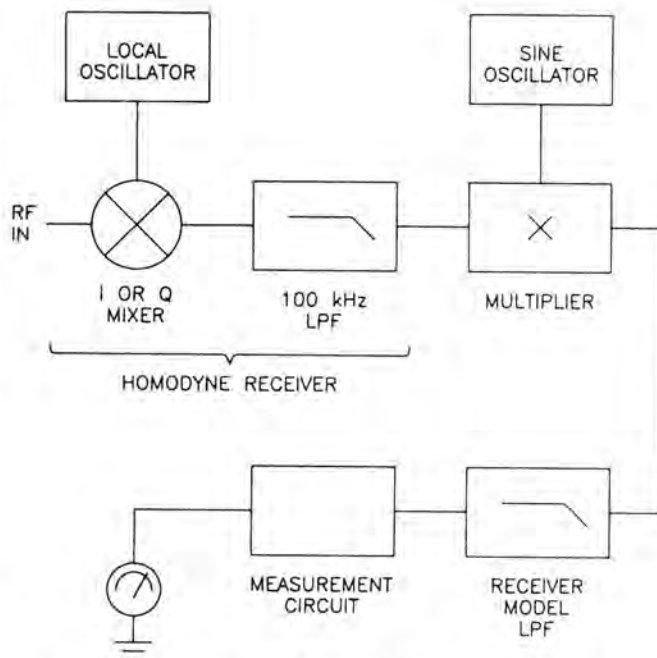 LOCAL
OSCILLATOR
SINE
OSCILLATOR
RF
IN
I OR Q
MIXER
100 kHz
LPF
MULTIPLIER
HOMODYNE RECEIVER
MEASUREMENT
CIRCUIT
RECEIVER
MODEL
LPF